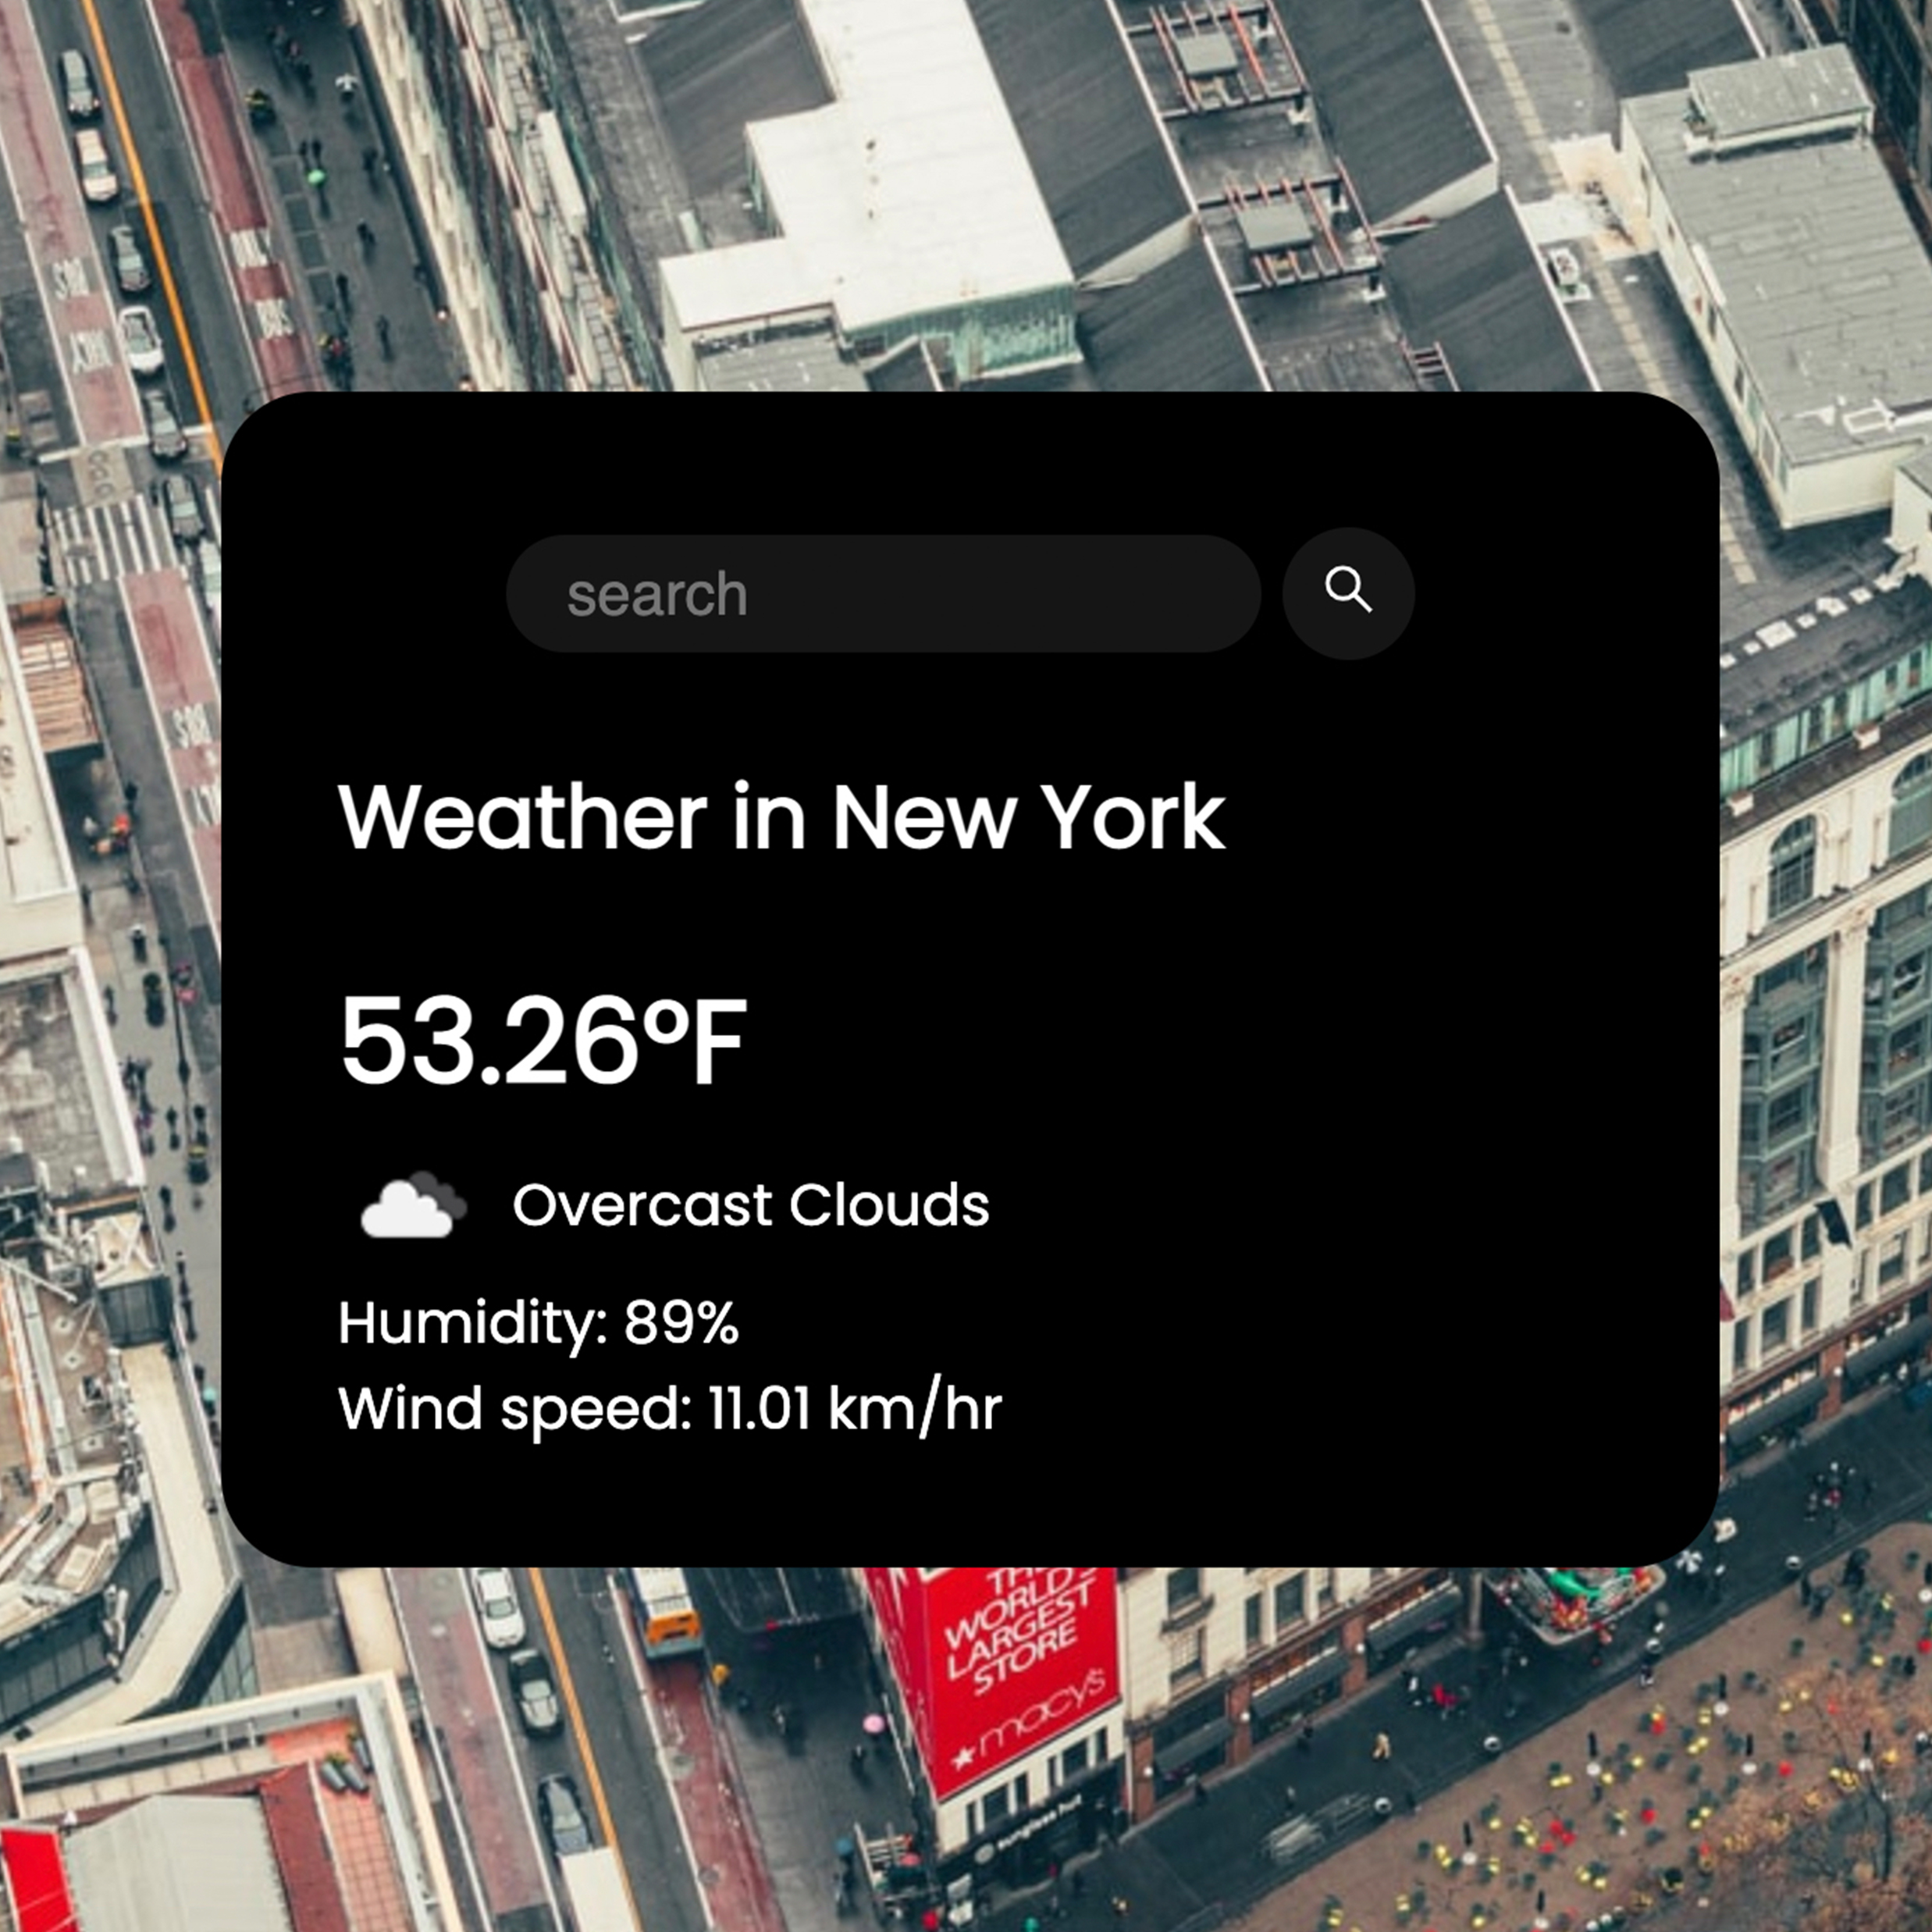 search
Weather in New York
53.26°F
Overcast Clouds
Humidity: 89%
Wind speed: 11.01 km/hr
THE
WORLD'S
LARGEST
STORE
macy's